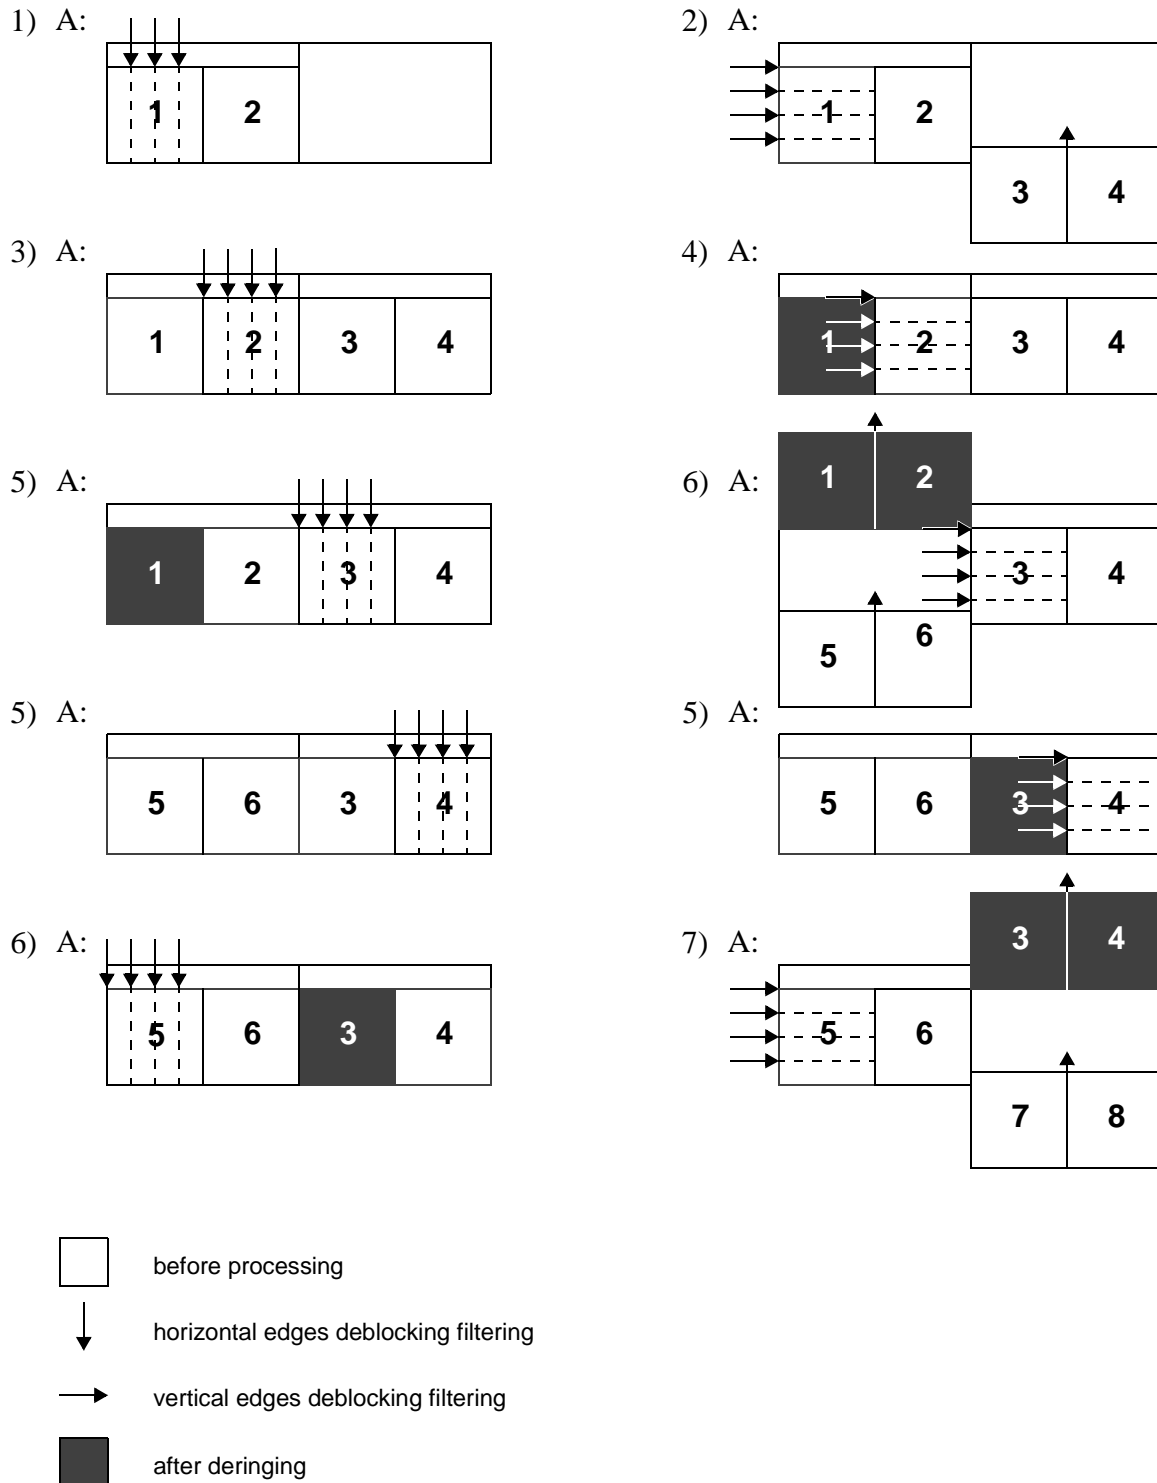 1) A:
1 2
2) A:
1 2
3 4
3) A:
1 2 3 4
4) A:
1 2 3 4
5) A:
1 2 3 4
6) A:
1 2
3 4
5 6
5) A:
5 6 3 4
5) A:
5 6 3 4
6) A:
5 6 3 4
7) A:
3 4
5 6
7 8
before processing
horizontal edges deblocking filtering
vertical edges deblocking filtering
after deringing